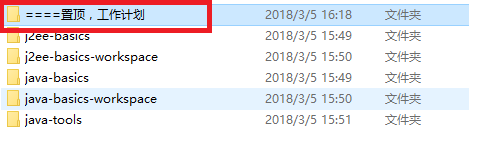 ====置顶，工作计划 2018/3/5 16:18 文件夹
j2ee-basics 2018/3/5 15:49 文件夹
j2ee-basics-workspace 2018/3/5 15:50 文件夹
java-basics 2018/3/5 15:49 文件夹
java-basics-workspace 2018/3/5 15:50 文件夹
java-tools 2018/3/5 15:51 文件夹